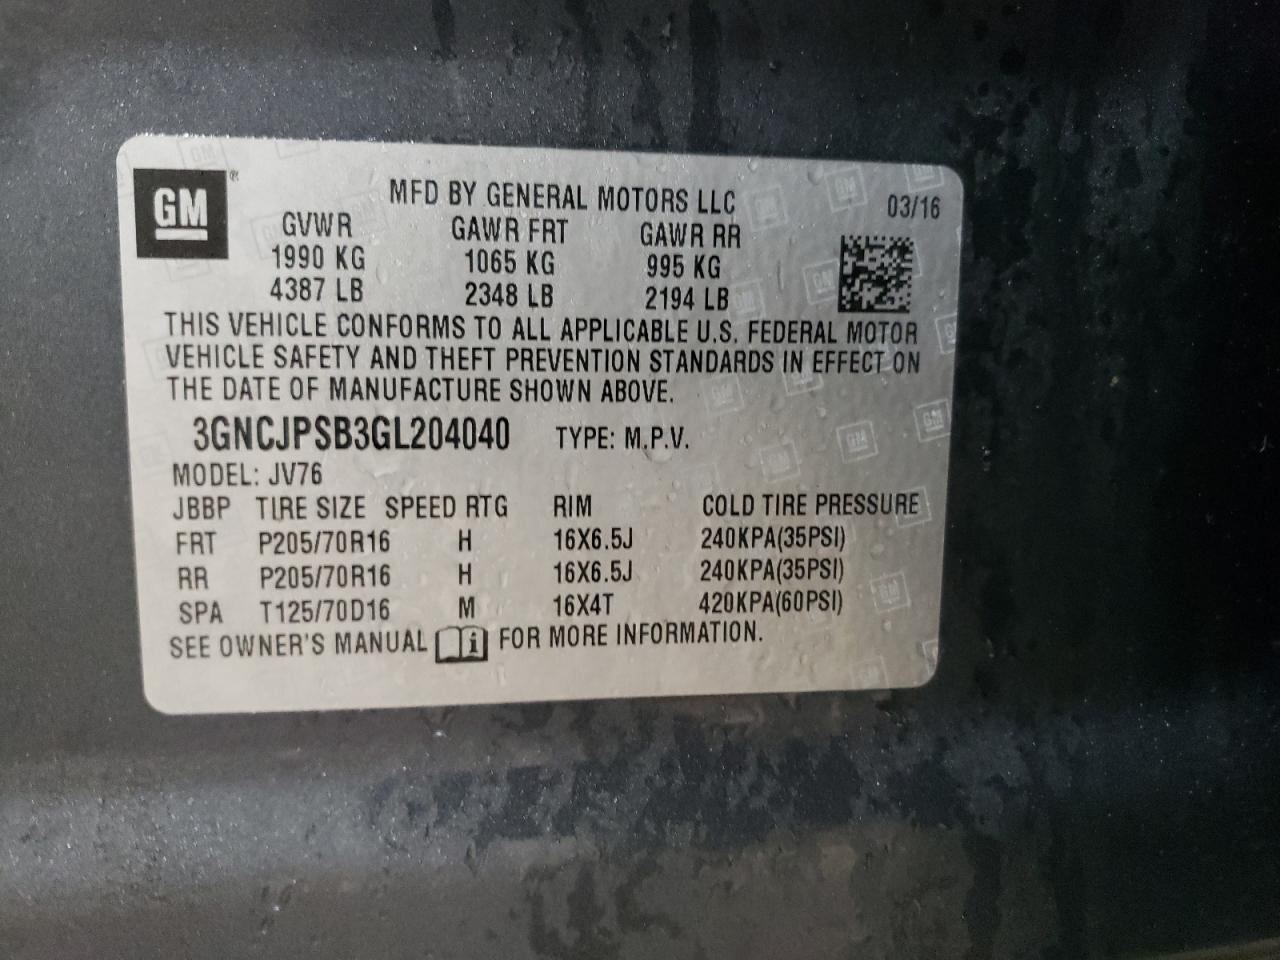 GM®
MFD BY GENERAL MOTORS LLC 03/16
GVWR GAWR FRT GAWR RR
1990 KG 1065 KG 995 KG
4387 LB 2348 LB 2194 LB
THIS VEHICLE CONFORMS TO ALL APPLICABLE U.S. FEDERAL MOTOR
VEHICLE SAFETY AND THEFT PREVENTION STANDARDS IN EFFECT ON
THE DATE OF MANUFACTURE SHOWN ABOVE.
3GNCJPSB3GL204040 TYPE: M.P.V.
MODEL: JV76
JBBP TIRE SIZE SPEED RTG RIM COLD TIRE PRESSURE
FRT P205/70R16 H 16X6.5J 240KPA(35PSI)
RR P205/70R16 H 16X6.5J 240KPA(35PSI)
SPA T125/70D16 M 16X4T 420KPA(60PSI)
SEE OWNER'S MANUAL i FOR MORE INFORMATION.